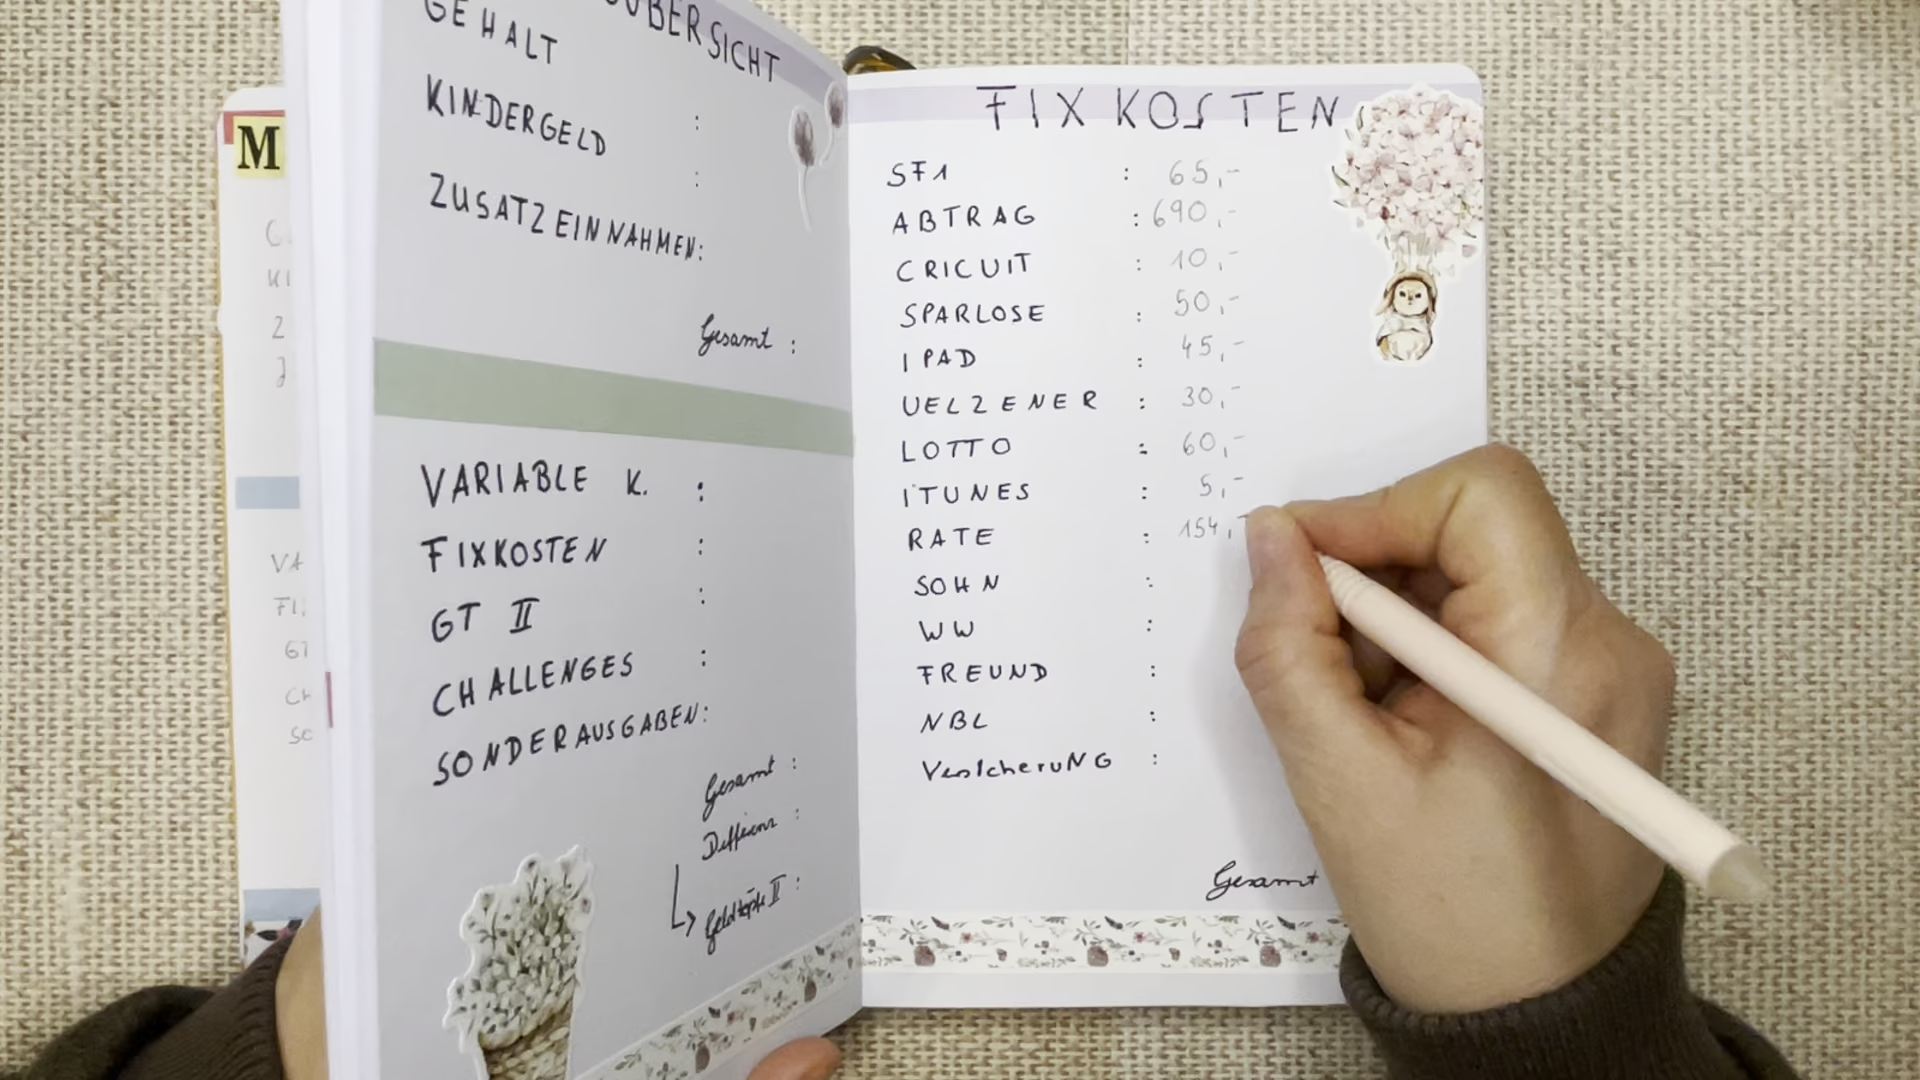 M
ÜBERSICHT
GEHALT
KINDERGELD :
ZUSATZEINNAHMEN:
Gesamt :
VARIABLE K. :
FIXKOSTEN :
GT II :
CHALLENGES :
SONDERAUSGABEN:
Gesamt :
Differenz :
Geldtöpfe II :
FIXKOSTEN
SF1 : 65,-
ABTRAG : 690,-
CRICUIT : 10,-
SPARLOSE : 50,-
IPAD : 45,-
UELZENER : 30,-
LOTTO : 60,-
ITUNES : 5,-
RATE : 154,-
SOHN :
WW :
FREUND :
NBL :
VersicheruNG :
Gesamt